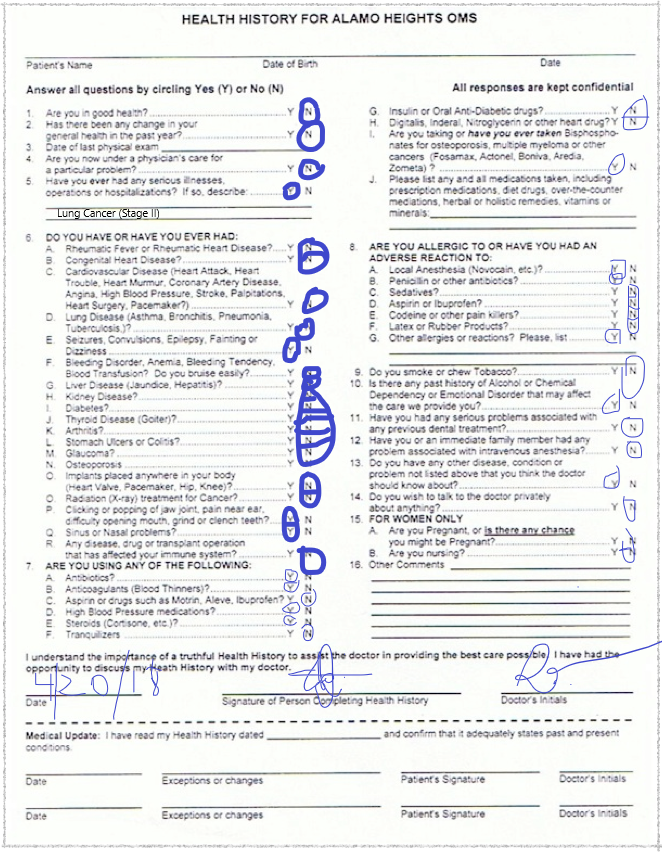 HEALTH HISTORY FOR ALAMO HEIGHTS OMS
Patient's Name Date of Birth Date
Answer all questions by circling Yes (Y) or No (N) All responses are kept confidential
1. Are you in good health? Y N
2. Has there been any change in your
general health in the past year? Y N
3. Date of last physical exam
4. Are you now under a physician's care for
a particular problem? Y N
5. Have you ever had any serious illnesses,
operations or hospitalizations? If so, describe: Y N
Lung Cancer (Stage II)
6. DO YOU HAVE OR HAVE YOU EVER HAD:
A. Rheumatic Fever or Rheumatic Heart Disease? Y N
B. Congenital Heart Disease? Y N
C. Cardiovascular Disease (Heart Attack, Heart
Trouble, Heart Murmur, Coronary Artery Disease,
Angina, High Blood Pressure, Stroke, Palpitations,
Heart Surgery, Pacemaker?) Y N
D. Lung Disease (Asthma, Bronchitis, Pneumonia,
Tuberculosis,)? Y N
E. Seizures, Convulsions, Epilepsy, Fainting or
Dizziness Y N
F. Bleeding Disorder, Anemia, Bleeding Tendency,
Blood Transfusion? Do you bruise easily? Y N
G. Liver Disease (Jaundice, Hepatitis)? Y N
H. Kidney Disease? Y N
I. Diabetes? Y N
J. Thyroid Disease (Goiter)? Y N
K. Arthritis? Y N
L. Stomach Ulcers or Colitis? Y N
M. Glaucoma? Y N
N. Osteoporosis Y N
O. Implants placed anywhere in your body
(Heart Valve, Pacemaker, Hip, Knee)? Y N
O. Radiation (X-ray) treatment for Cancer? Y N
P. Clicking or popping of jaw joint, pain near ear,
difficulty opening mouth, grind or clench teeth? Y N
Q. Sinus or Nasal problems? Y N
R. Any disease, drug or transplant operation
that has affected your immune system? Y N
7. ARE YOU USING ANY OF THE FOLLOWING:
A. Antibiotics? Y N
B. Anticoagulants (Blood Thinners)? Y N
C. Aspirin or drugs such as Motrin, Aleve, Ibuprofen? Y N
D. High Blood Pressure medications? Y N
E. Steroids (Cortisone, etc.)? Y N
F. Tranquilizers Y N
G. Insulin or Oral Anti-Diabetic drugs? Y N
H. Digitalis, Inderal, Nitroglycerin or other heart drug? Y N
I. Are you taking or have you ever taken Bisphospho-
nates for osteoporosis, multiple myeloma or other
cancers (Fosamax, Actonel, Boniva, Aredia,
Zometa) ? Y N
J. Please list any and all medications taken, including
prescription medications, diet drugs, over-the-counter
mediations, herbal or holistic remedies, vitamins or
minerals:
8. ARE YOU ALLERGIC TO OR HAVE YOU HAD AN
ADVERSE REACTION TO:
A. Local Anesthesia (Novocain, etc.)? Y N
B. Penicillin or other antibiotics? Y N
C. Sedatives? Y N
D. Aspirin or Ibuprofen? Y N
E. Codeine or other pain killers? Y N
F. Latex or Rubber Products? Y N
G. Other allergies or reactions? Please, list Y N
9. Do you smoke or chew Tobacco? Y N
10. Is there any past history of Alcohol or Chemical
Dependency or Emotional Disorder that may affect
the care we provide you? Y N
11. Have you had any serious problems associated with
any previous dental treatment? Y N
12. Have you or an immediate family member had any
problem associated with intravenous anesthesia? Y N
13. Do you have any other disease, condition or
problem not listed above that you think the doctor
should know about? Y N
14. Do you wish to talk to the doctor privately
about anything? Y N
15. FOR WOMEN ONLY
A. Are you Pregnant, or is there any chance
you might be Pregnant? Y N
B. Are you nursing? Y N
16. Other Comments
I understand the importance of a truthful Health History to assist the doctor in providing the best care possible. I have had the
opportunity to discuss my Heath History with my doctor.
4/20/18
Date Signature of Person Completing Health History Doctor's Initials
Medical Update: I have read my Health History dated and confirm that it adequately states past and present
conditions.
Date Exceptions or changes Patient's Signature Doctor's Initials
Date Exceptions or changes Patient's Signature Doctor's Initials